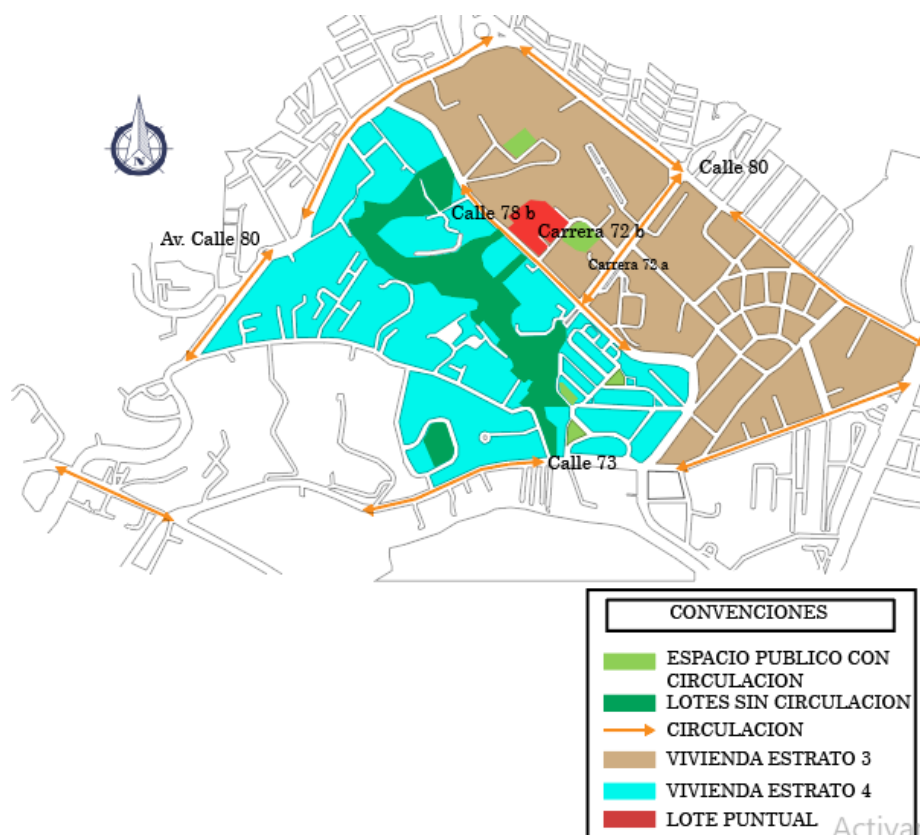 Calle 80
Calle 78 b
Carrera 72 b
Av. Calle 80
Carrera 72 a
Calle 73
N
CONVENCIONES
ESPACIO PUBLICO CON
CIRCULACION
LOTES SIN CIRCULACION
CIRCULACION
VIVIENDA ESTRATO 3
VIVIENDA ESTRATO 4
LOTE PUNTUAL
Activa